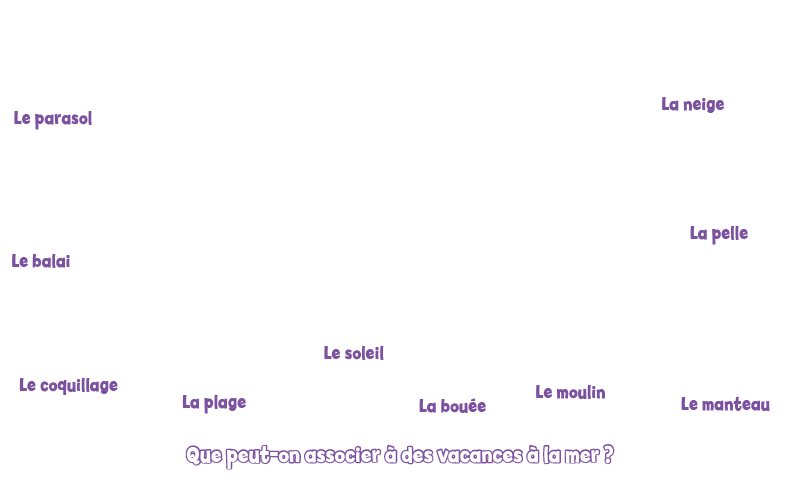 La neige
Le parasol
La pelle
Le balai
Le soleil
Le coquillage
La plage
La bouée
Le moulin
Le manteau
Que peut-on associer à des vacances à la mer ?